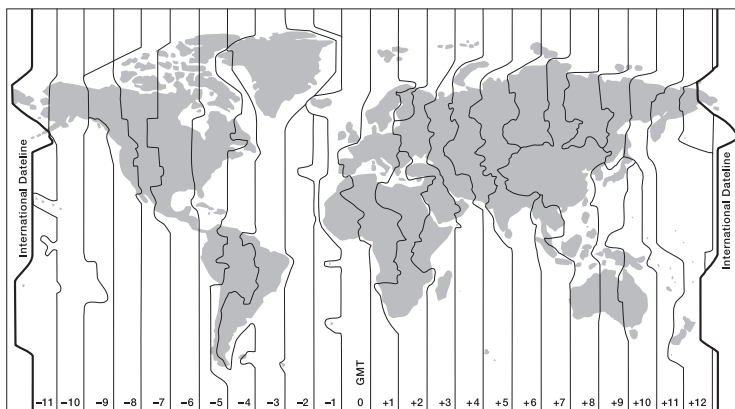 International Dateline
International Dateline
GMT
−11 −10 −9 −8 −7 −6 −5 −4 −3 −2 −1 0 +1 +2 +3 +4 +5 +6 +7 +8 +9 +10 +11 +12